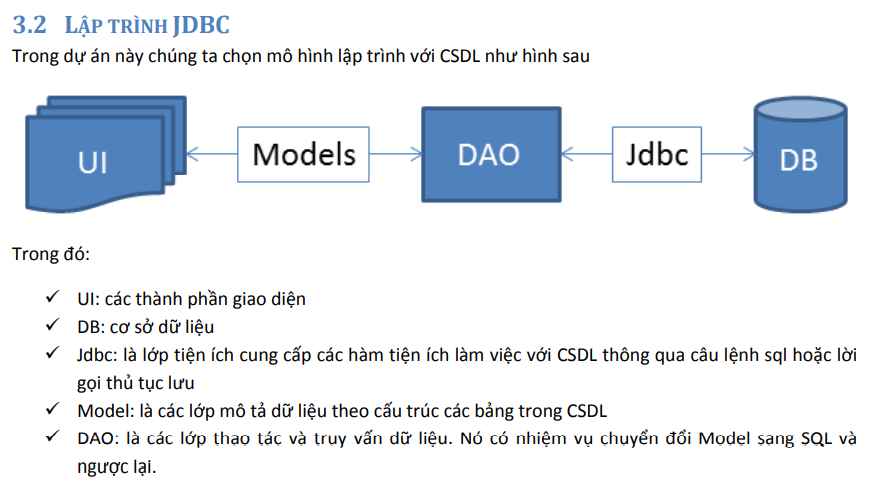 3.2 LẬP TRÌNH JDBC
Trong dự án này chúng ta chọn mô hình lập trình với CSDL như hình sau
UI
Models
DAO
Jdbc
DB
Trong đó:
✓ UI: các thành phần giao diện
✓ DB: cơ sở dữ liệu
✓ Jdbc: là lớp tiện ích cung cấp các hàm tiện ích làm việc với CSDL thông qua câu lệnh sql hoặc lời
gọi thủ tục lưu
✓ Model: là các lớp mô tả dữ liệu theo cấu trúc các bảng trong CSDL
✓ DAO: là các lớp thao tác và truy vấn dữ liệu. Nó có nhiệm vụ chuyển đổi Model sang SQL và
ngược lại.